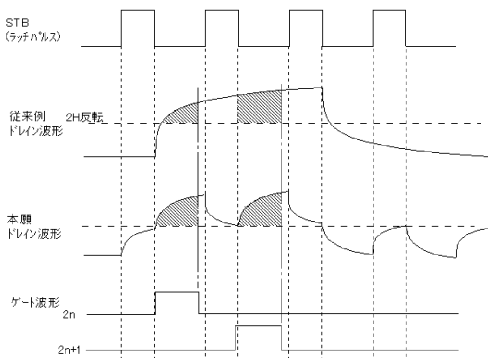 STB
(ラッチパルス)
従来例 2H反転
ドレイン波形
本願
ドレイン波形
ゲート波形
2n
2n+1